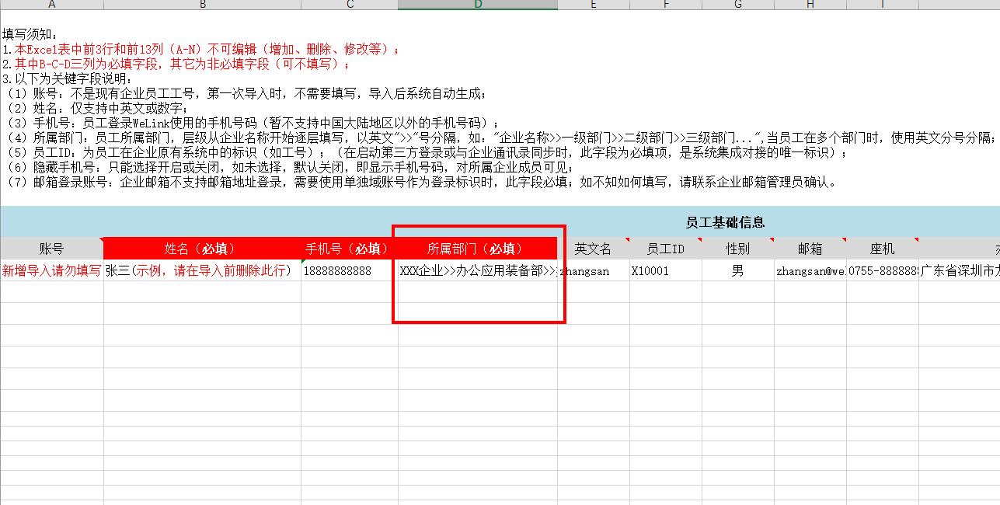 A B C D E F G H I
填写须知：
1.本Excel表中前3行和前13列（A-N）不可编辑（增加、删除、修改等）；
2.其中B-C-D三列为必填字段，其它为非必填字段（可不填写）；
3.以下为关键字段说明：
（1）账号：不是现有企业员工工号，第一次导入时，不需要填写，导入后系统自动生成；
（2）姓名：仅支持中英文或数字；
（3）手机号：员工登录WeLink使用的手机号码（暂不支持中国大陆地区以外的手机号码）；
（4）所属部门：员工所属部门，层级从企业名称开始逐层填写，以英文">>"号分隔，如："企业名称>>一级部门>>二级部门>>三级部门...",当员工在多个部门时，使用英文分号分隔；
（5）员工ID：为员工在企业原有系统中的标识（如工号）；（在启动第三方登录或与企业通讯录同步时，此字段为必填项，是系统集成对接的唯一标识）；
（6）隐藏手机号：只能选择开启或关闭，如未选择，默认关闭，即显示手机号码，对所属企业成员可见；
（7）邮箱登录账号：企业邮箱不支持邮箱地址登录，需要使用单独域账号作为登录标识时，此字段必填；如不知如何填写，请联系企业邮箱管理员确认。
员工基础信息
账号 姓名（必填） 手机号（必填） 所属部门（必填） 英文名 员工ID 性别 邮箱 座机
新增导入请勿填写 张三(示例，请在导入前删除此行) 18888888888 XXX企业>>办公应用装备部>> zhangsan X10001 男 zhangsan@we 0755-888888 广东省深圳市